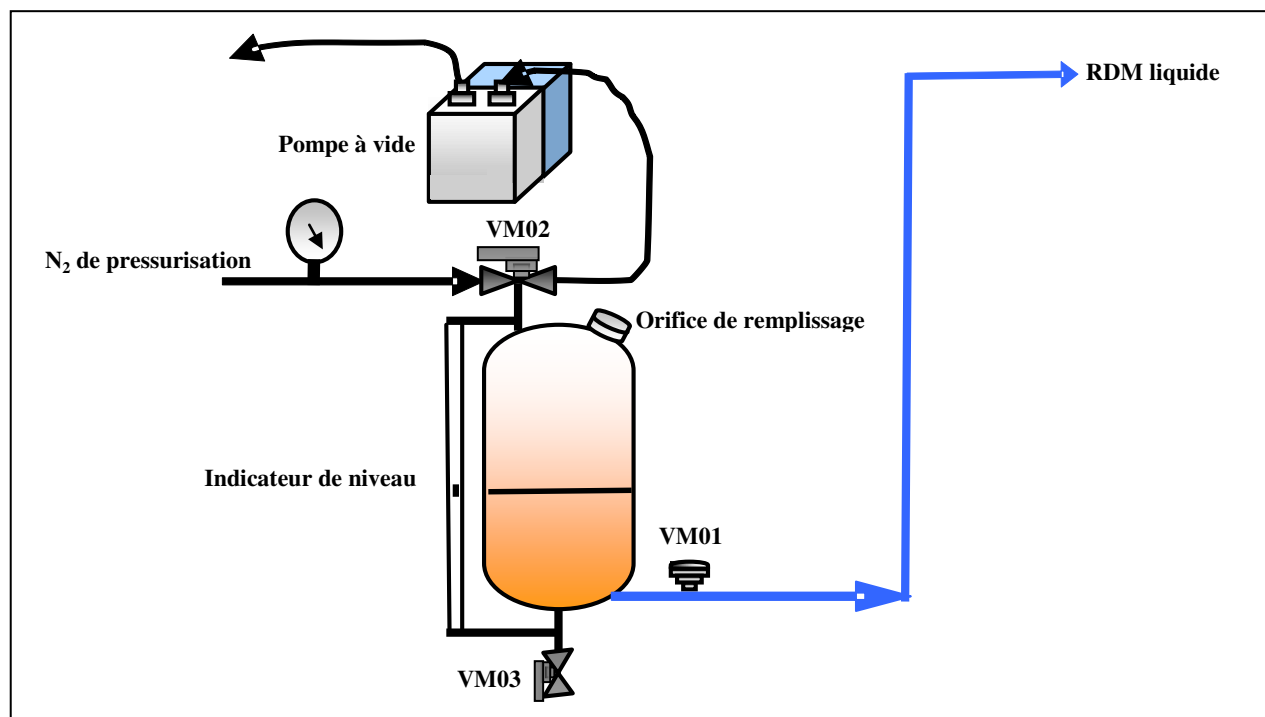 RDM liquide
Pompe à vide
VM02
N₂ de pressurisation
Orifice de remplissage
Indicateur de niveau
VM01
VM03